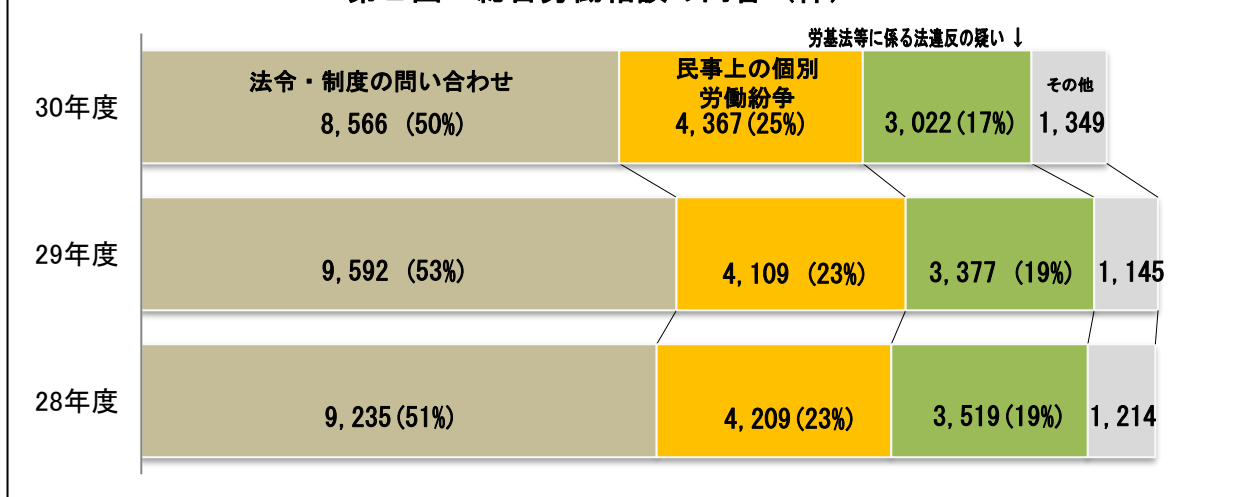 労基法等に係る法違反の疑い ↓
法令・制度の問い合わせ
民事上の個別
労働紛争
その他
30年度
8,566 (50%)
4,367(25%)
3,022(17%)
1,349
29年度
9,592 (53%)
4,109 (23%)
3,377 (19%)
1,145
28年度
9,235(51%)
4,209(23%)
3,519(19%)
1,214